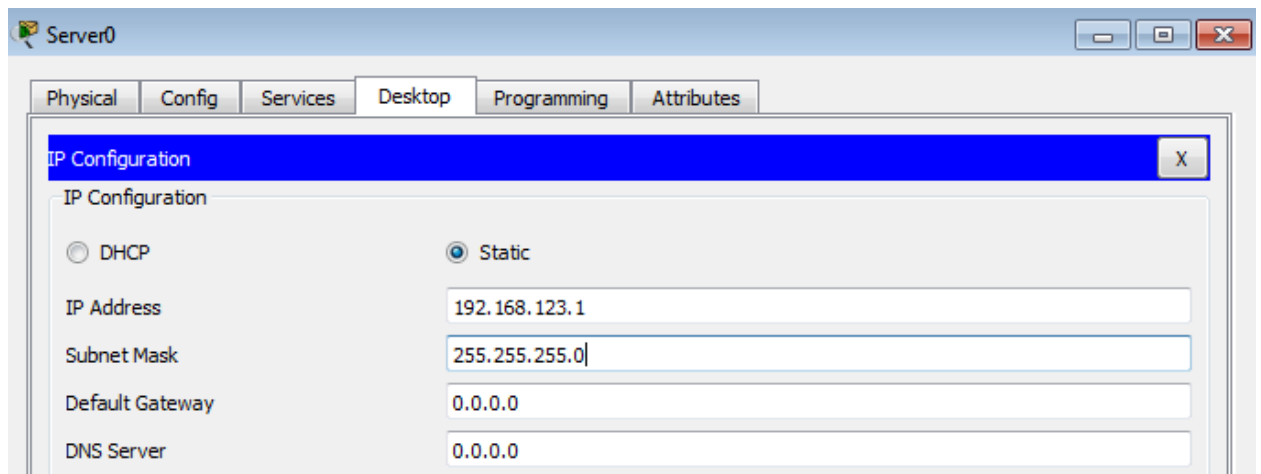 Server0
Physical Config Services Desktop Programming Attributes
IP Configuration X
IP Configuration
DHCP Static
IP Address 192.168.123.1
Subnet Mask 255.255.255.0
Default Gateway 0.0.0.0
DNS Server 0.0.0.0